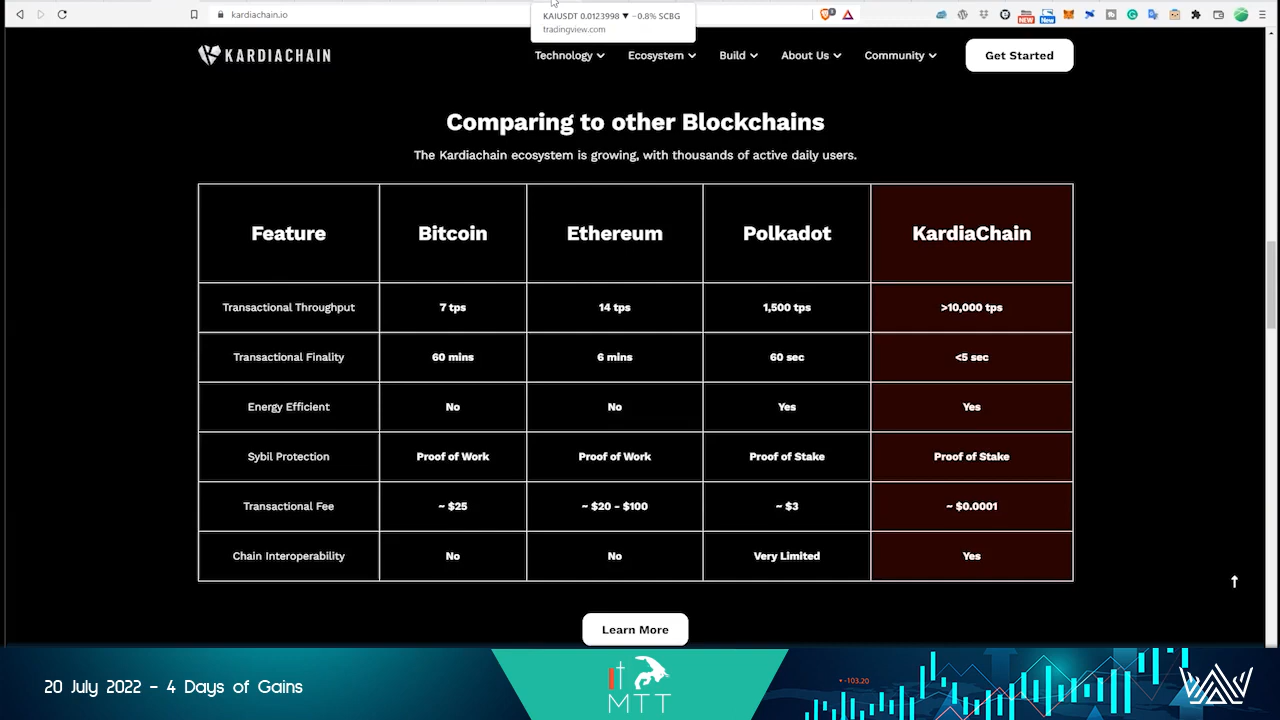 kardiachain.io
KAIUSDT 0.0123998 ▼ −0.8% SCBG
tradingview.com
KARDIACHAIN
Technology Ecosystem Build About Us Community Get Started
Comparing to other Blockchains
The Kardiachain ecosystem is growing, with thousands of active daily users.
Feature Bitcoin Ethereum Polkadot KardiaChain
Transactional Throughput 7 tps 14 tps 1,500 tps >10,000 tps
Transactional Finality 60 mins 6 mins 60 sec <5 sec
Energy Efficient No No Yes Yes
Sybil Protection Proof of Work Proof of Work Proof of Stake Proof of Stake
Transactional Fee ~ $25 ~ $20 - $100 ~ $3 ~ $0.0001
Chain Interoperability No No Very Limited Yes
Learn More
20 July 2022 - 4 Days of Gains
it
MTT
-103.20